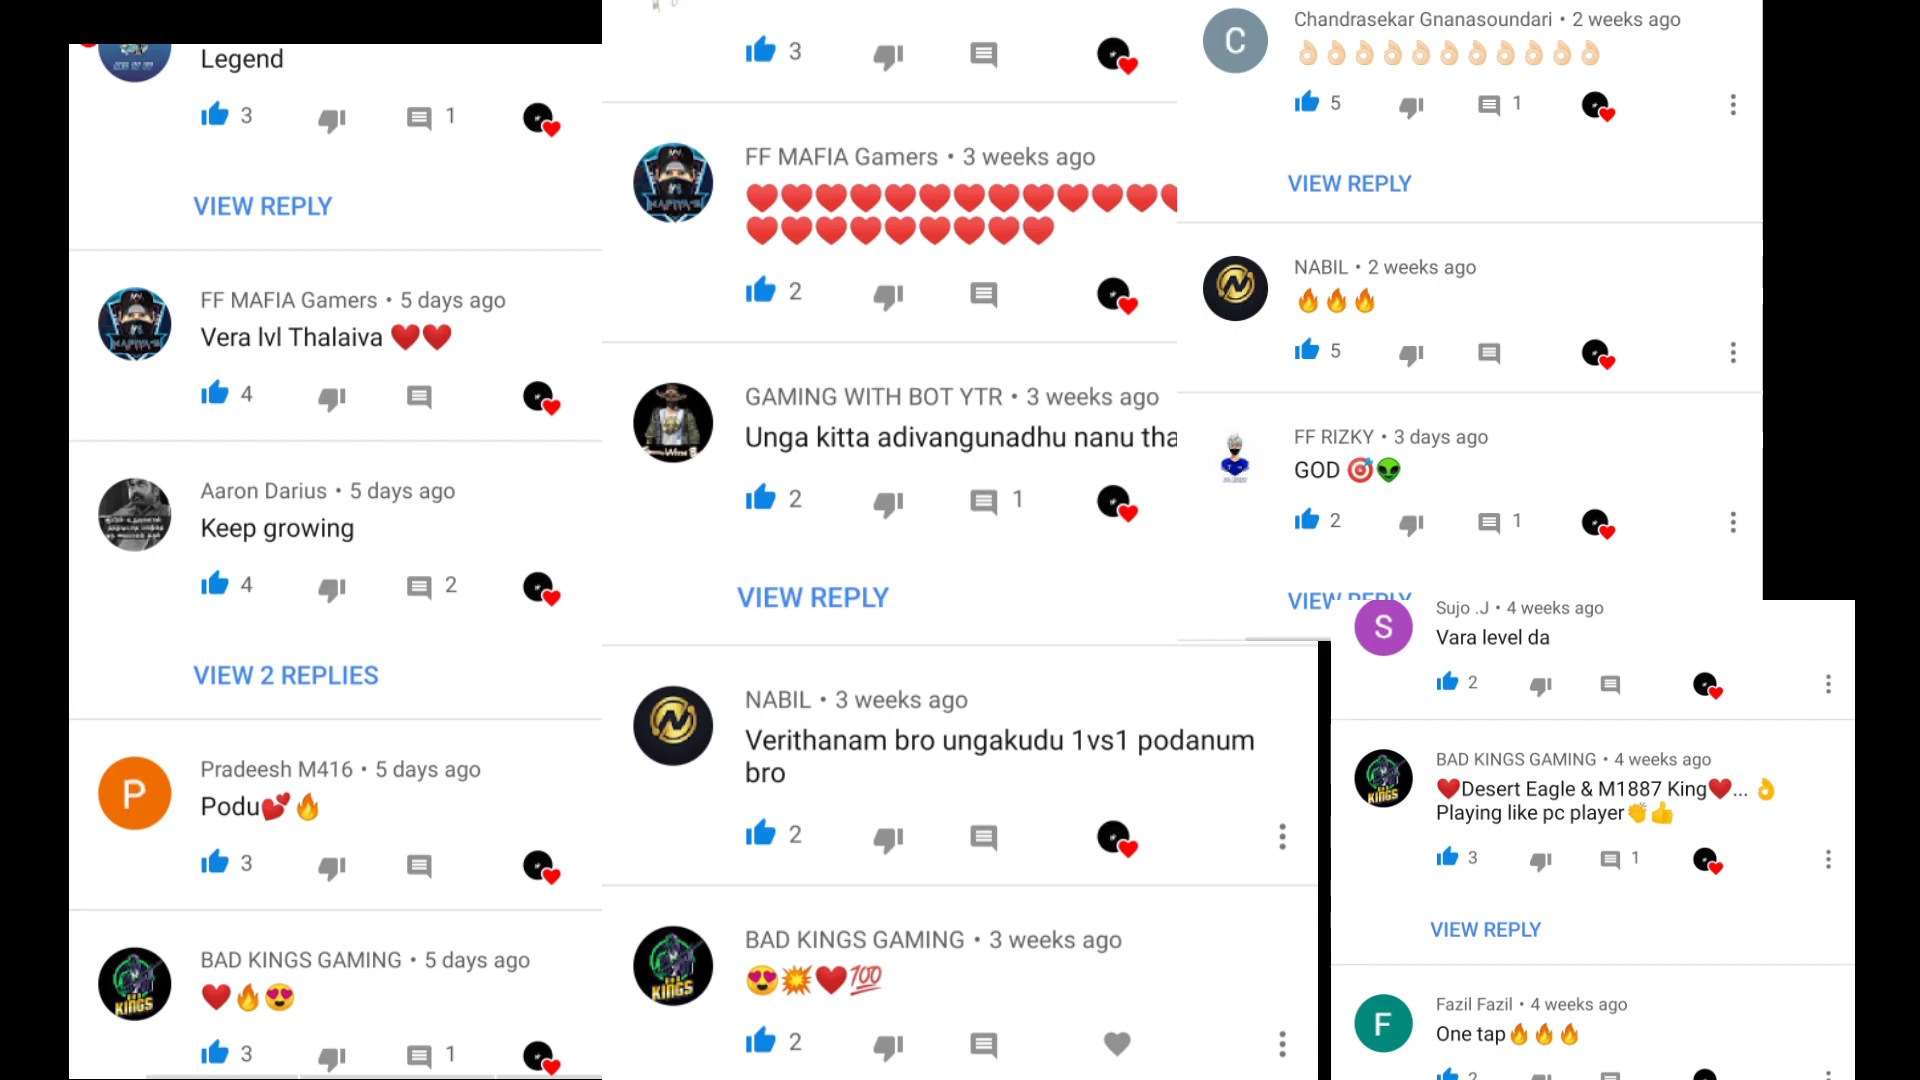 Legend
3
1
VIEW REPLY
FF MAFIA Gamers • 5 days ago
Vera lvl Thalaiva ❤️❤️
4
Aaron Darius • 5 days ago
Keep growing
4
2
VIEW 2 REPLIES
P
Pradeesh M416 • 5 days ago
Podu💕🔥
3
BAD KINGS GAMING • 5 days ago
❤️🔥😍
3
1
3
FF MAFIA Gamers • 3 weeks ago
❤️❤️❤️❤️❤️❤️❤️❤️❤️❤️❤️❤️❤️
❤️❤️❤️❤️❤️❤️❤️❤️❤️
2
GAMING WITH BOT YTR • 3 weeks ago
Unga kitta adivangunadhu nanu tha
2
1
VIEW REPLY
NABIL • 3 weeks ago
Verithanam bro ungakudu 1vs1 podanum
bro
2
BAD KINGS GAMING • 3 weeks ago
😍💥❤️💯
2
C
Chandrasekar Gnanasoundari • 2 weeks ago
👌🏻👌🏻👌🏻👌🏻👌🏻👌🏻👌🏻👌🏻👌🏻👌🏻👌🏻
5
1
VIEW REPLY
NABIL • 2 weeks ago
🔥🔥🔥
5
FF RIZKY • 3 days ago
GOD 🎯👽
2
1
VIEW REPLY
S
Sujo .J • 4 weeks ago
Vara level da
2
BAD KINGS GAMING • 4 weeks ago
❤️Desert Eagle & M1887 King❤️... 👌
Playing like pc player👏👍
3
1
VIEW REPLY
F
Fazil Fazil • 4 weeks ago
One tap🔥🔥🔥
2